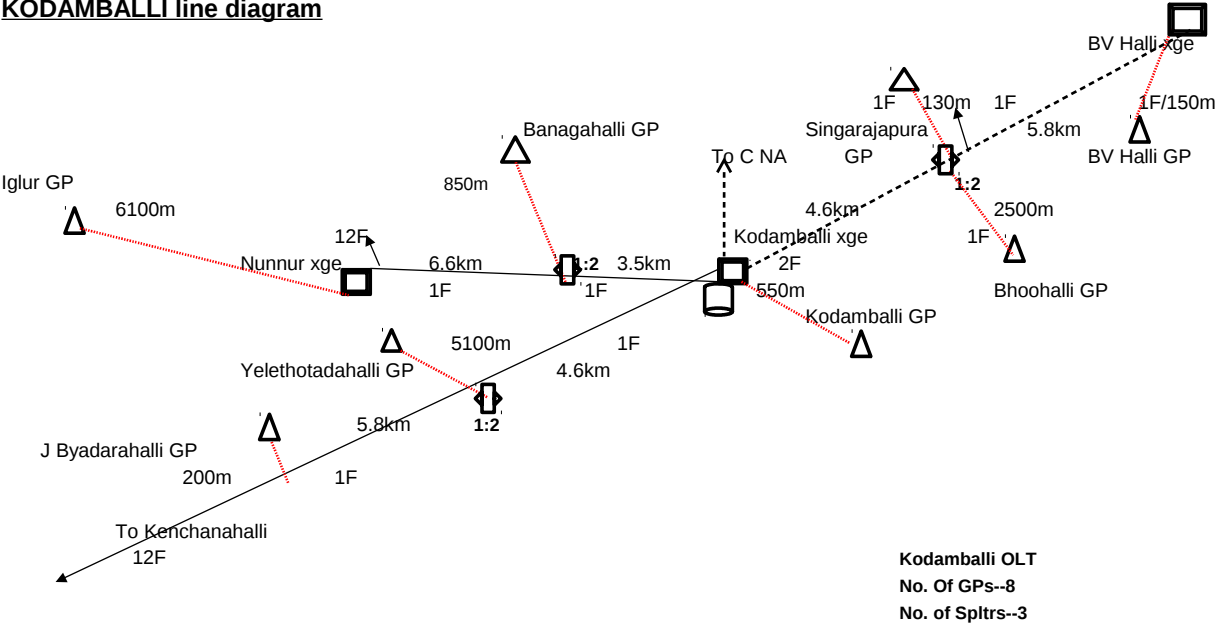 KODAMBALLI line diagram
BV Halli xge
1F 130m 1F
1F/150m
Banagahalli GP
Singarajapura
GP
5.8km
BV Halli GP
To C NA
1:2
Iglur GP
850m
6100m
4.6km
2500m
12F
Kodamballi xge
1F
Nunnur xge
6.6km
1:2
3.5km
2F
1F
1F
550m
Bhoohalli GP
Kodamballi GP
5100m
1F
Yelethotadahalli GP
4.6km
5.8km
1:2
J Byadarahalli GP
200m
1F
To Kenchanahalli
12F
Kodamballi OLT
No. Of GPs--8
No. of Spltrs--3